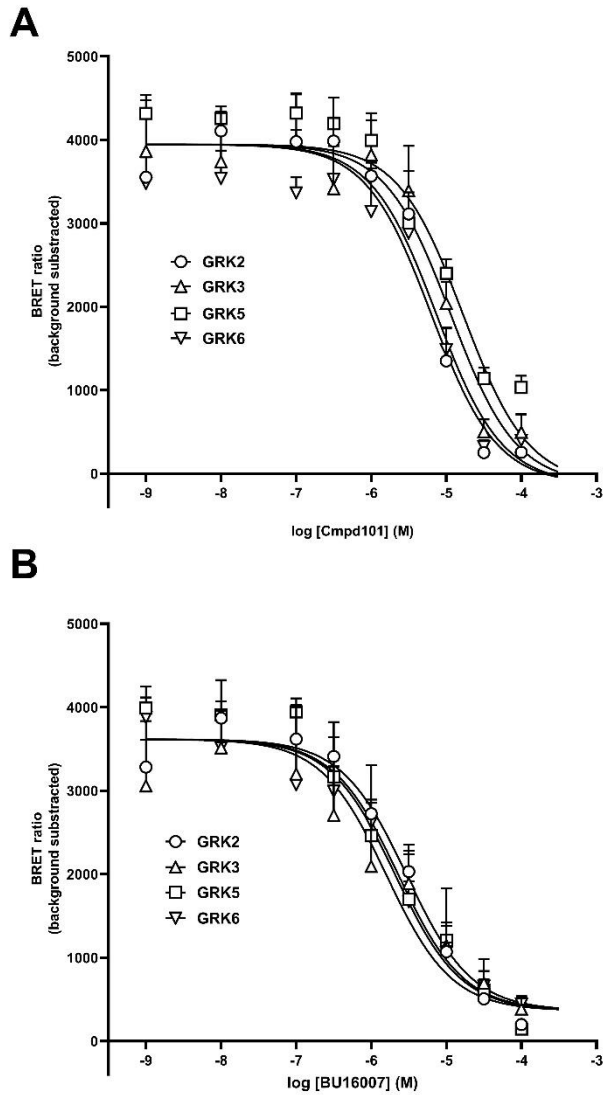 A
5000
4000
3000
2000
1000
0
BRET ratio
(background substracted)
GRK2
GRK3
GRK5
GRK6
-9 -8 -7 -6 -5 -4 -3
log [Cmpd101] (M)
B
5000
4000
3000
2000
1000
0
BRET ratio
(background substracted)
GRK2
GRK3
GRK5
GRK6
-9 -8 -7 -6 -5 -4 -3
log [BU16007] (M)